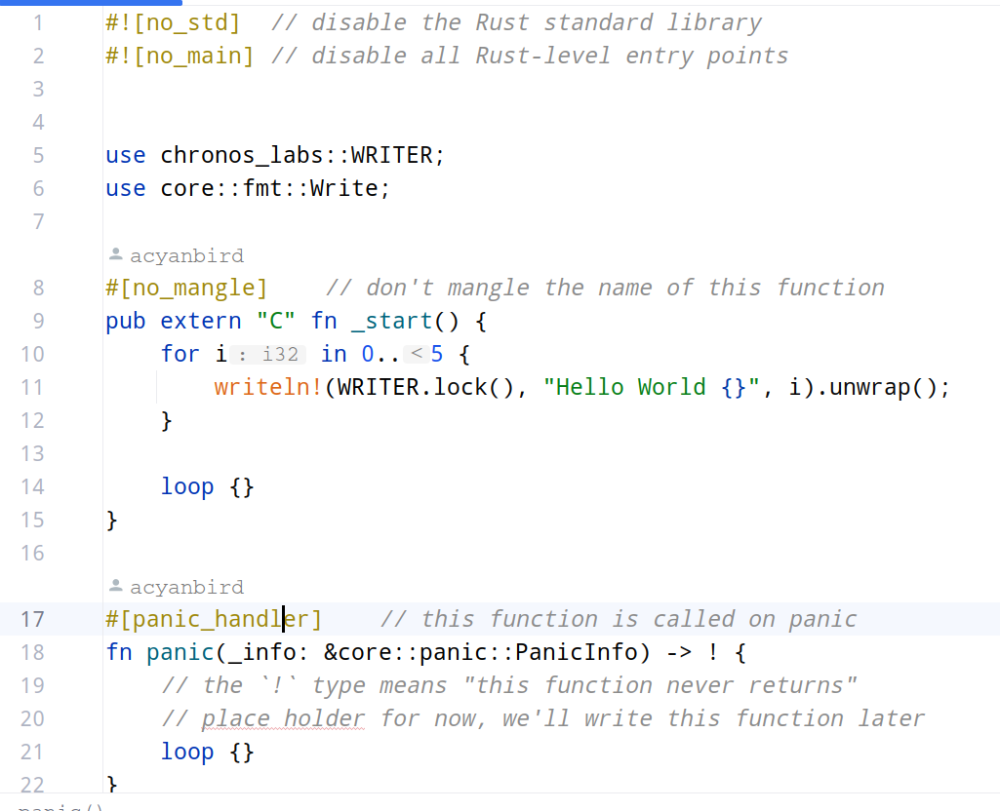 1 #![no_std]  // disable the Rust standard library
2 #![no_main] // disable all Rust-level entry points
3
4
5 use chronos_labs::WRITER;
6 use core::fmt::Write;
7
acyanbird
8 #[no_mangle]    // don't mangle the name of this function
9 pub extern "C" fn _start() {
10     for i : i32 in 0..<5 {
11         writeln!(WRITER.lock(), "Hello World {}", i).unwrap();
12     }
13
14     loop {}
15 }
16
acyanbird
17 #[panic_handler]    // this function is called on panic
18 fn panic(_info: &core::panic::PanicInfo) -> ! {
19     // the `!` type means "this function never returns"
20     // place holder for now, we'll write this function later
21     loop {}
22 }
panic()